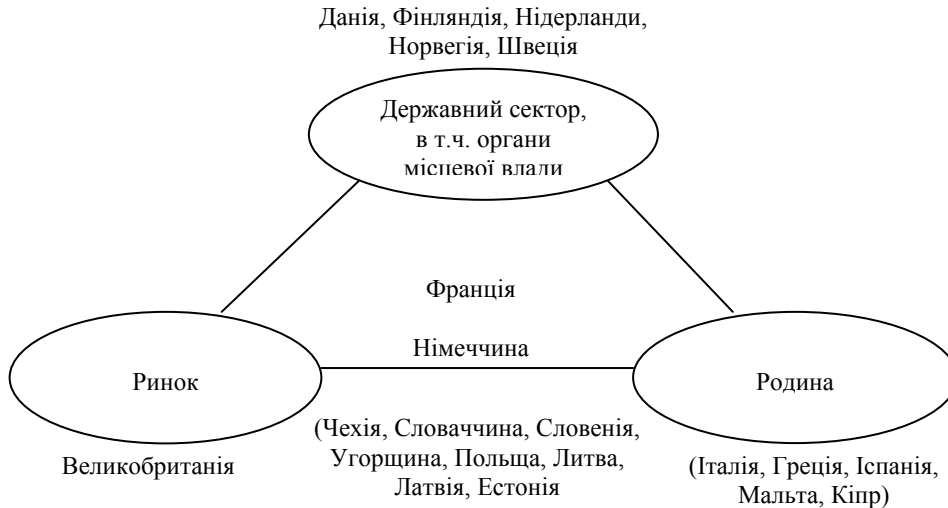 Данія, Фінляндія, Нідерланди,
Норвегія, Швеція
Державний сектор,
в т.ч. органи
місцевої влади
Франція
Німеччина
Ринок
Родина
(Чехія, Словаччина, Словенія,
Угорщина, Польща, Литва,
Латвія, Естонія
Великобританія
(Італія, Греція, Іспанія,
Мальта, Кіпр)